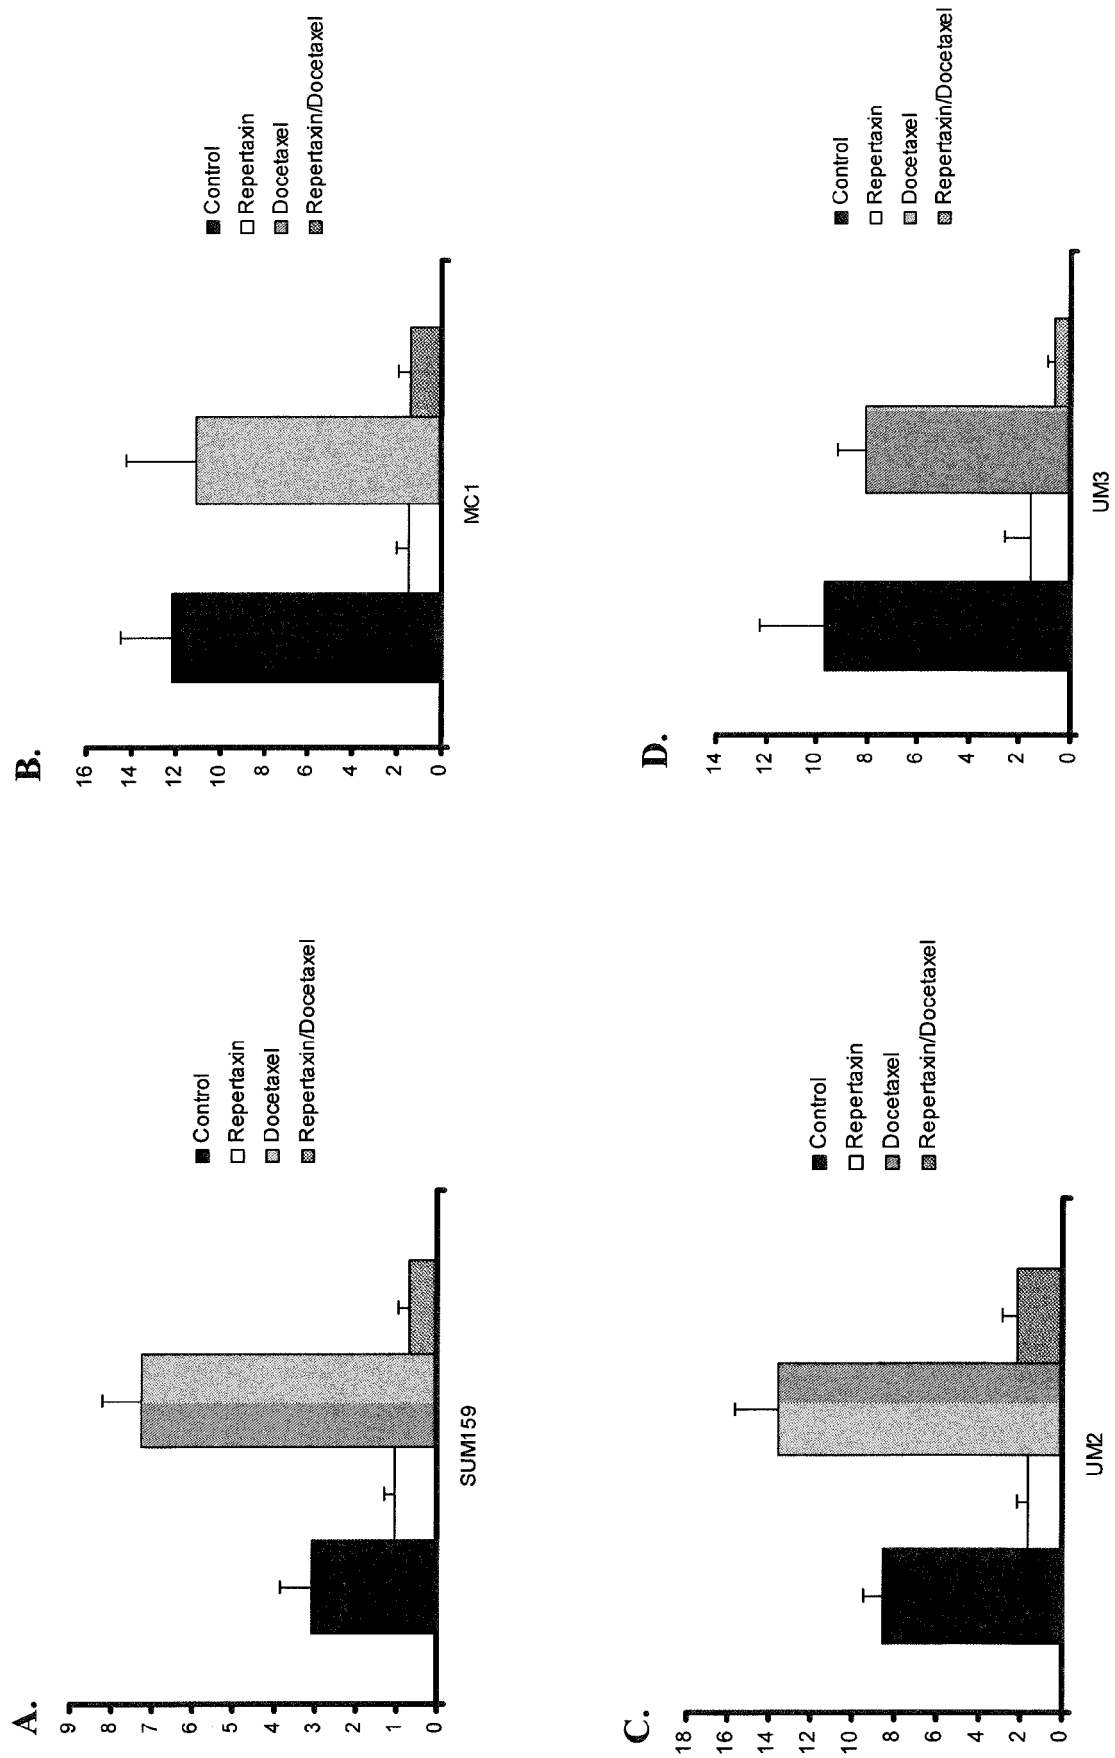 A.
9
8
7
6
5
4
3
2
1
0
SUM159
Control
Repertaxin
Docetaxel
Repertaxin/Docetaxel
B.
16
14
12
10
8
6
4
2
0
MC1
Control
Repertaxin
Docetaxel
Repertaxin/Docetaxel
C.
18
16
14
12
10
8
6
4
2
0
UM2
Control
Repertaxin
Docetaxel
Repertaxin/Docetaxel
D.
14
12
10
8
6
4
2
0
UM3
Control
Repertaxin
Docetaxel
Repertaxin/Docetaxel